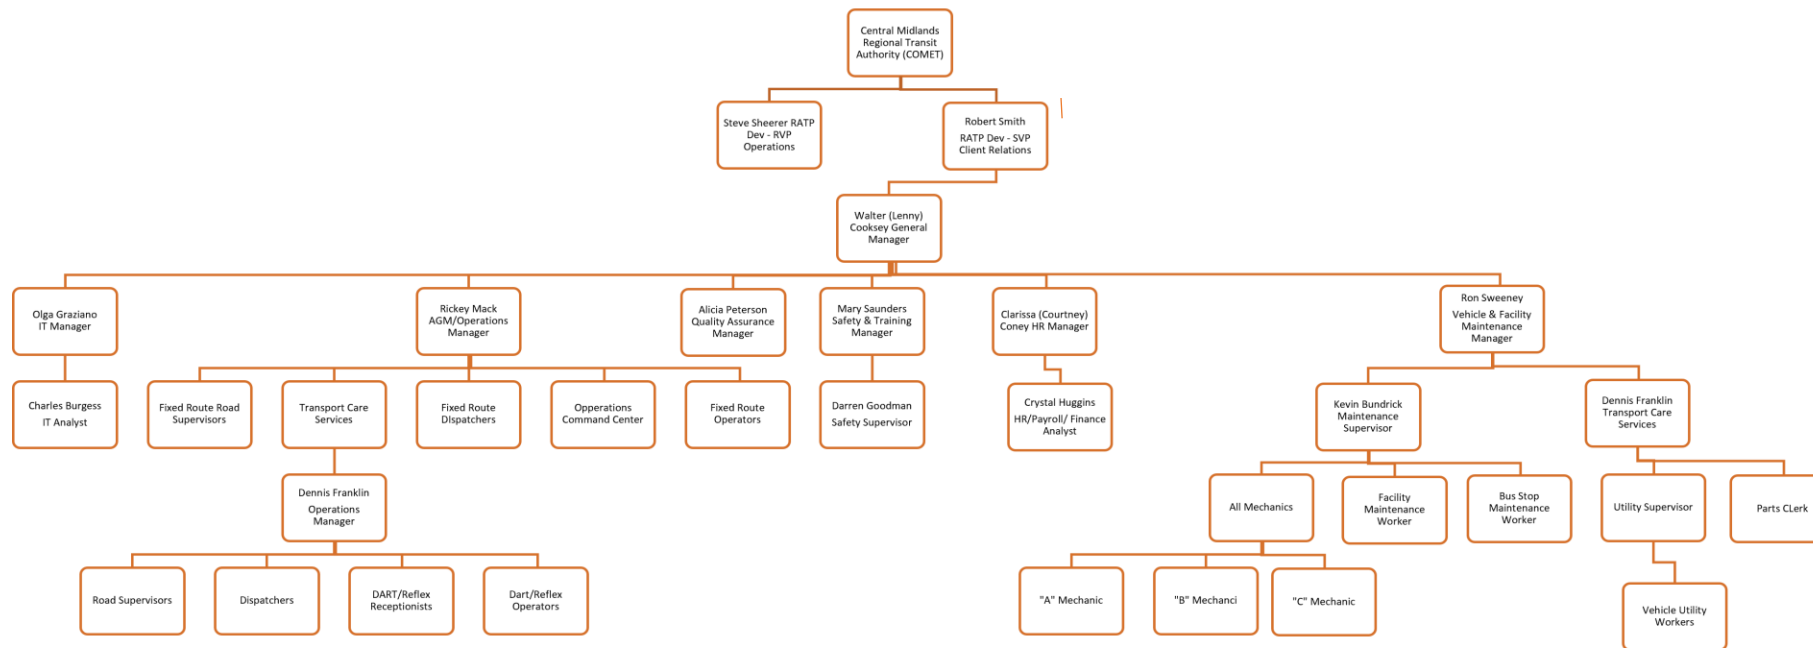 Central Midlands
Regional Transit
Authority (COMET)
Steve Sheerer RATP
Dev - RVP
Operations
Robert Smith
RATP Dev - SVP
Client Relations
Walter (Lenny)
Cooksey General
Manager
Olga Graziano
IT Manager
Rickey Mack
AGM/Operations
Manager
Alicia Peterson
Quality Assurance
Manager
Mary Saunders
Safety & Training
Manager
Clarissa (Courtney)
Coney HR Manager
Ron Sweeney
Vehicle & Facility
Maintenance
Manager
Charles Burgess
IT Analyst
Fixed Route Road
Supervisors
Transport Care
Services
Fixed Route
DIspatchers
Opperations
Command Center
Fixed Route
Operators
Darren Goodman
Safety Supervisor
Crystal Huggins
HR/Payroll/ Finance
Analyst
Kevin Bundrick
Maintenance
Supervisor
Dennis Franklin
Transport Care
Services
Dennis Franklin
Operations
Manager
All Mechanics
Facility
Maintenance
Worker
Bus Stop
Maintenance
Worker
Utility Supervisor
Parts CLerk
Road Supervisors
Dispatchers
DART/Reflex
Receptionists
Dart/Reflex
Operators
"A" Mechanic
"B" Mechanci
"C" Mechanic
Vehicle Utility
Workers